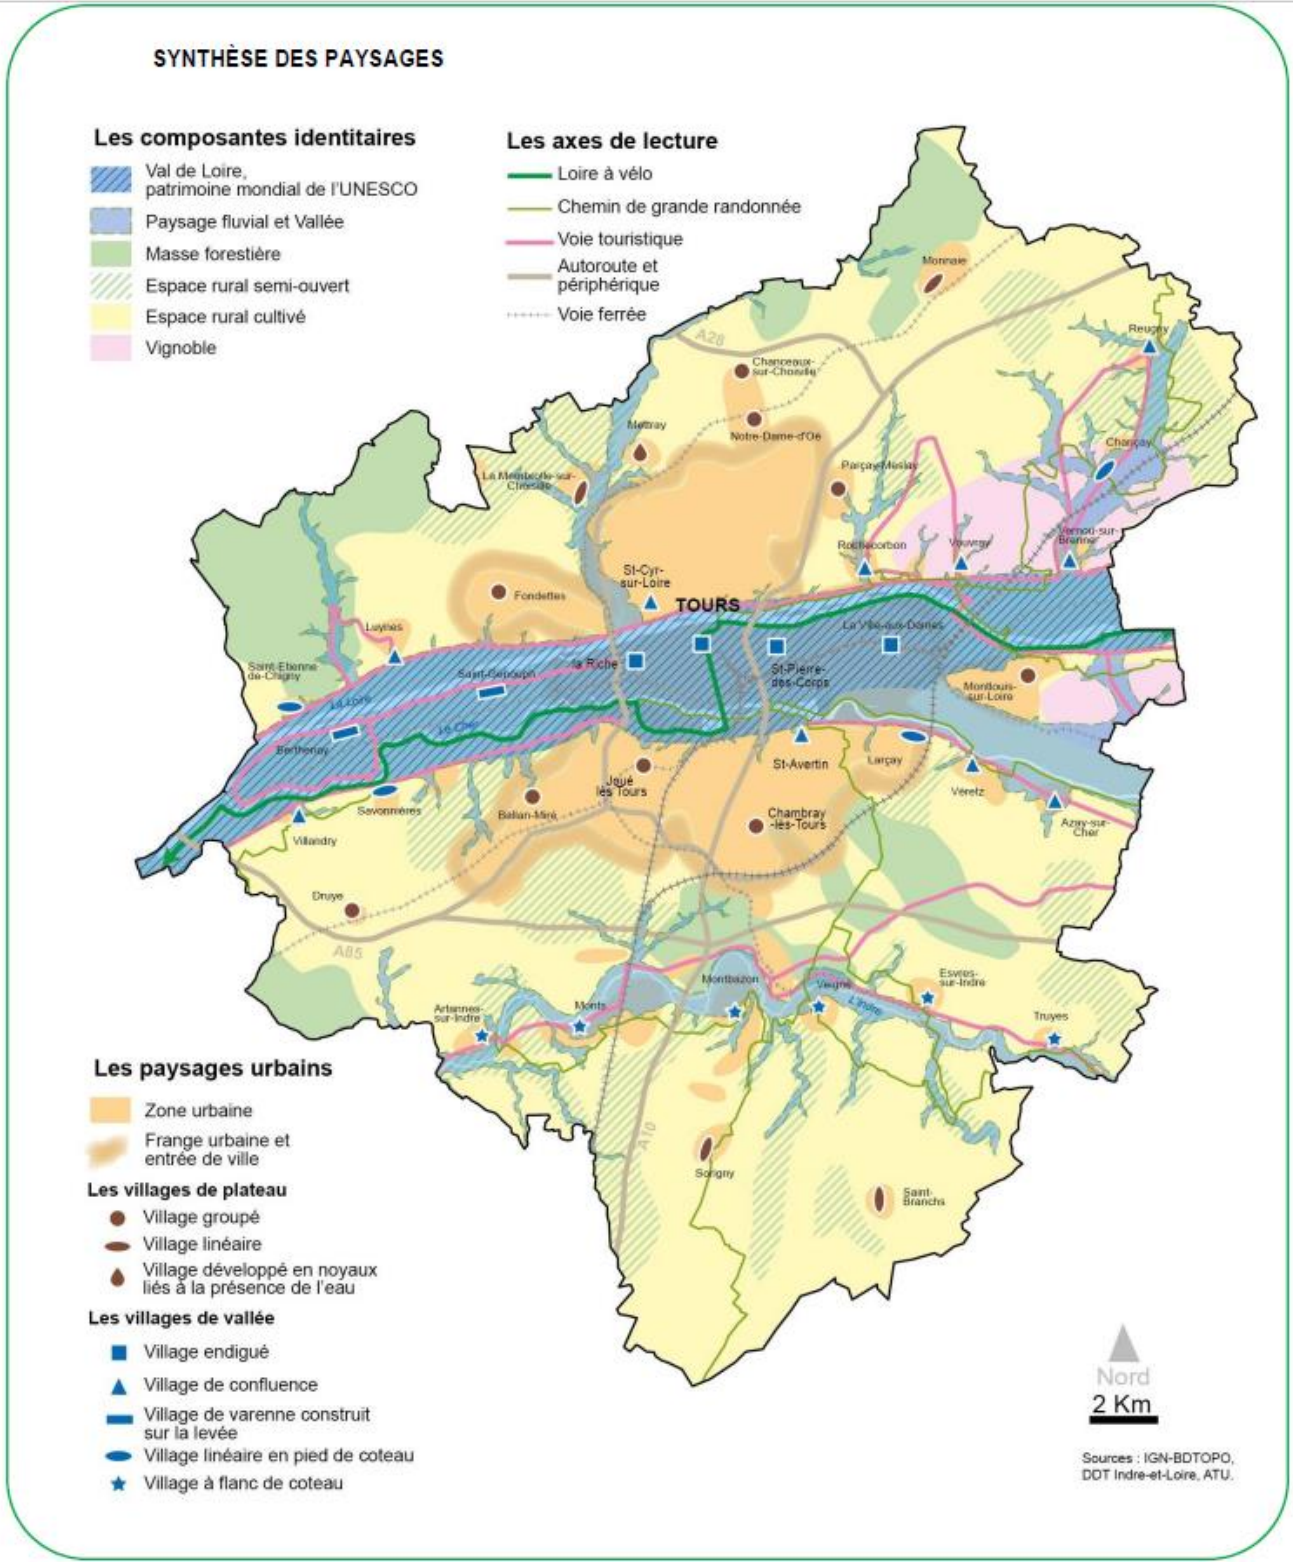 SYNTHÈSE DES PAYSAGES
Les composantes identitaires
Val de Loire,
patrimoine mondial de l'UNESCO
Paysage fluvial et Vallée
Masse forestière
Espace rural semi-ouvert
Espace rural cultivé
Vignoble
Les axes de lecture
Loire à vélo
Chemin de grande randonnée
Voie touristique
Autoroute et
périphérique
Voie ferrée
Monnaie
Reugny
A28
Chanceaux-
sur-Choisille
Mettray
Notre-Dame-d'Oé
Chançay
La Membrolle-sur-
Choisille
Parçay-Meslay
Rochecorbon
Vouvray
Vernou-sur-
Brenne
St-Cyr-
sur-Loire
Fondettes
TOURS
Luynes
La Ville-aux-Dames
Saint-Etienne
de-Chigny
Saint-Genouph
la Riche
St-Pierre-
des-Corps
Montlouis-
sur-Loire
La Loire
Le Cher
Berthenay
St-Avertin
Larçay
Joué
lès Tours
Véretz
Savonnières
Ballan-Miré
Chambray
-lès-Tours
Azay-sur-
Cher
Villandry
Druye
A85
Montbazon
Veigné
Esvres-
sur-Indre
Artannes-
sur-Indre
Monts
L'Indre
Truyes
A10
Sorigny
Saint-
Branchs
Les paysages urbains
Zone urbaine
Frange urbaine et
entrée de ville
Les villages de plateau
Village groupé
Village linéaire
Village développé en noyaux
liés à la présence de l'eau
Les villages de vallée
Village endigué
Village de confluence
Village de varenne construit
sur la levée
Village linéaire en pied de coteau
Village à flanc de coteau
Nord
2 Km
Sources : IGN-BDTOPO,
DDT Indre-et-Loire, ATU.